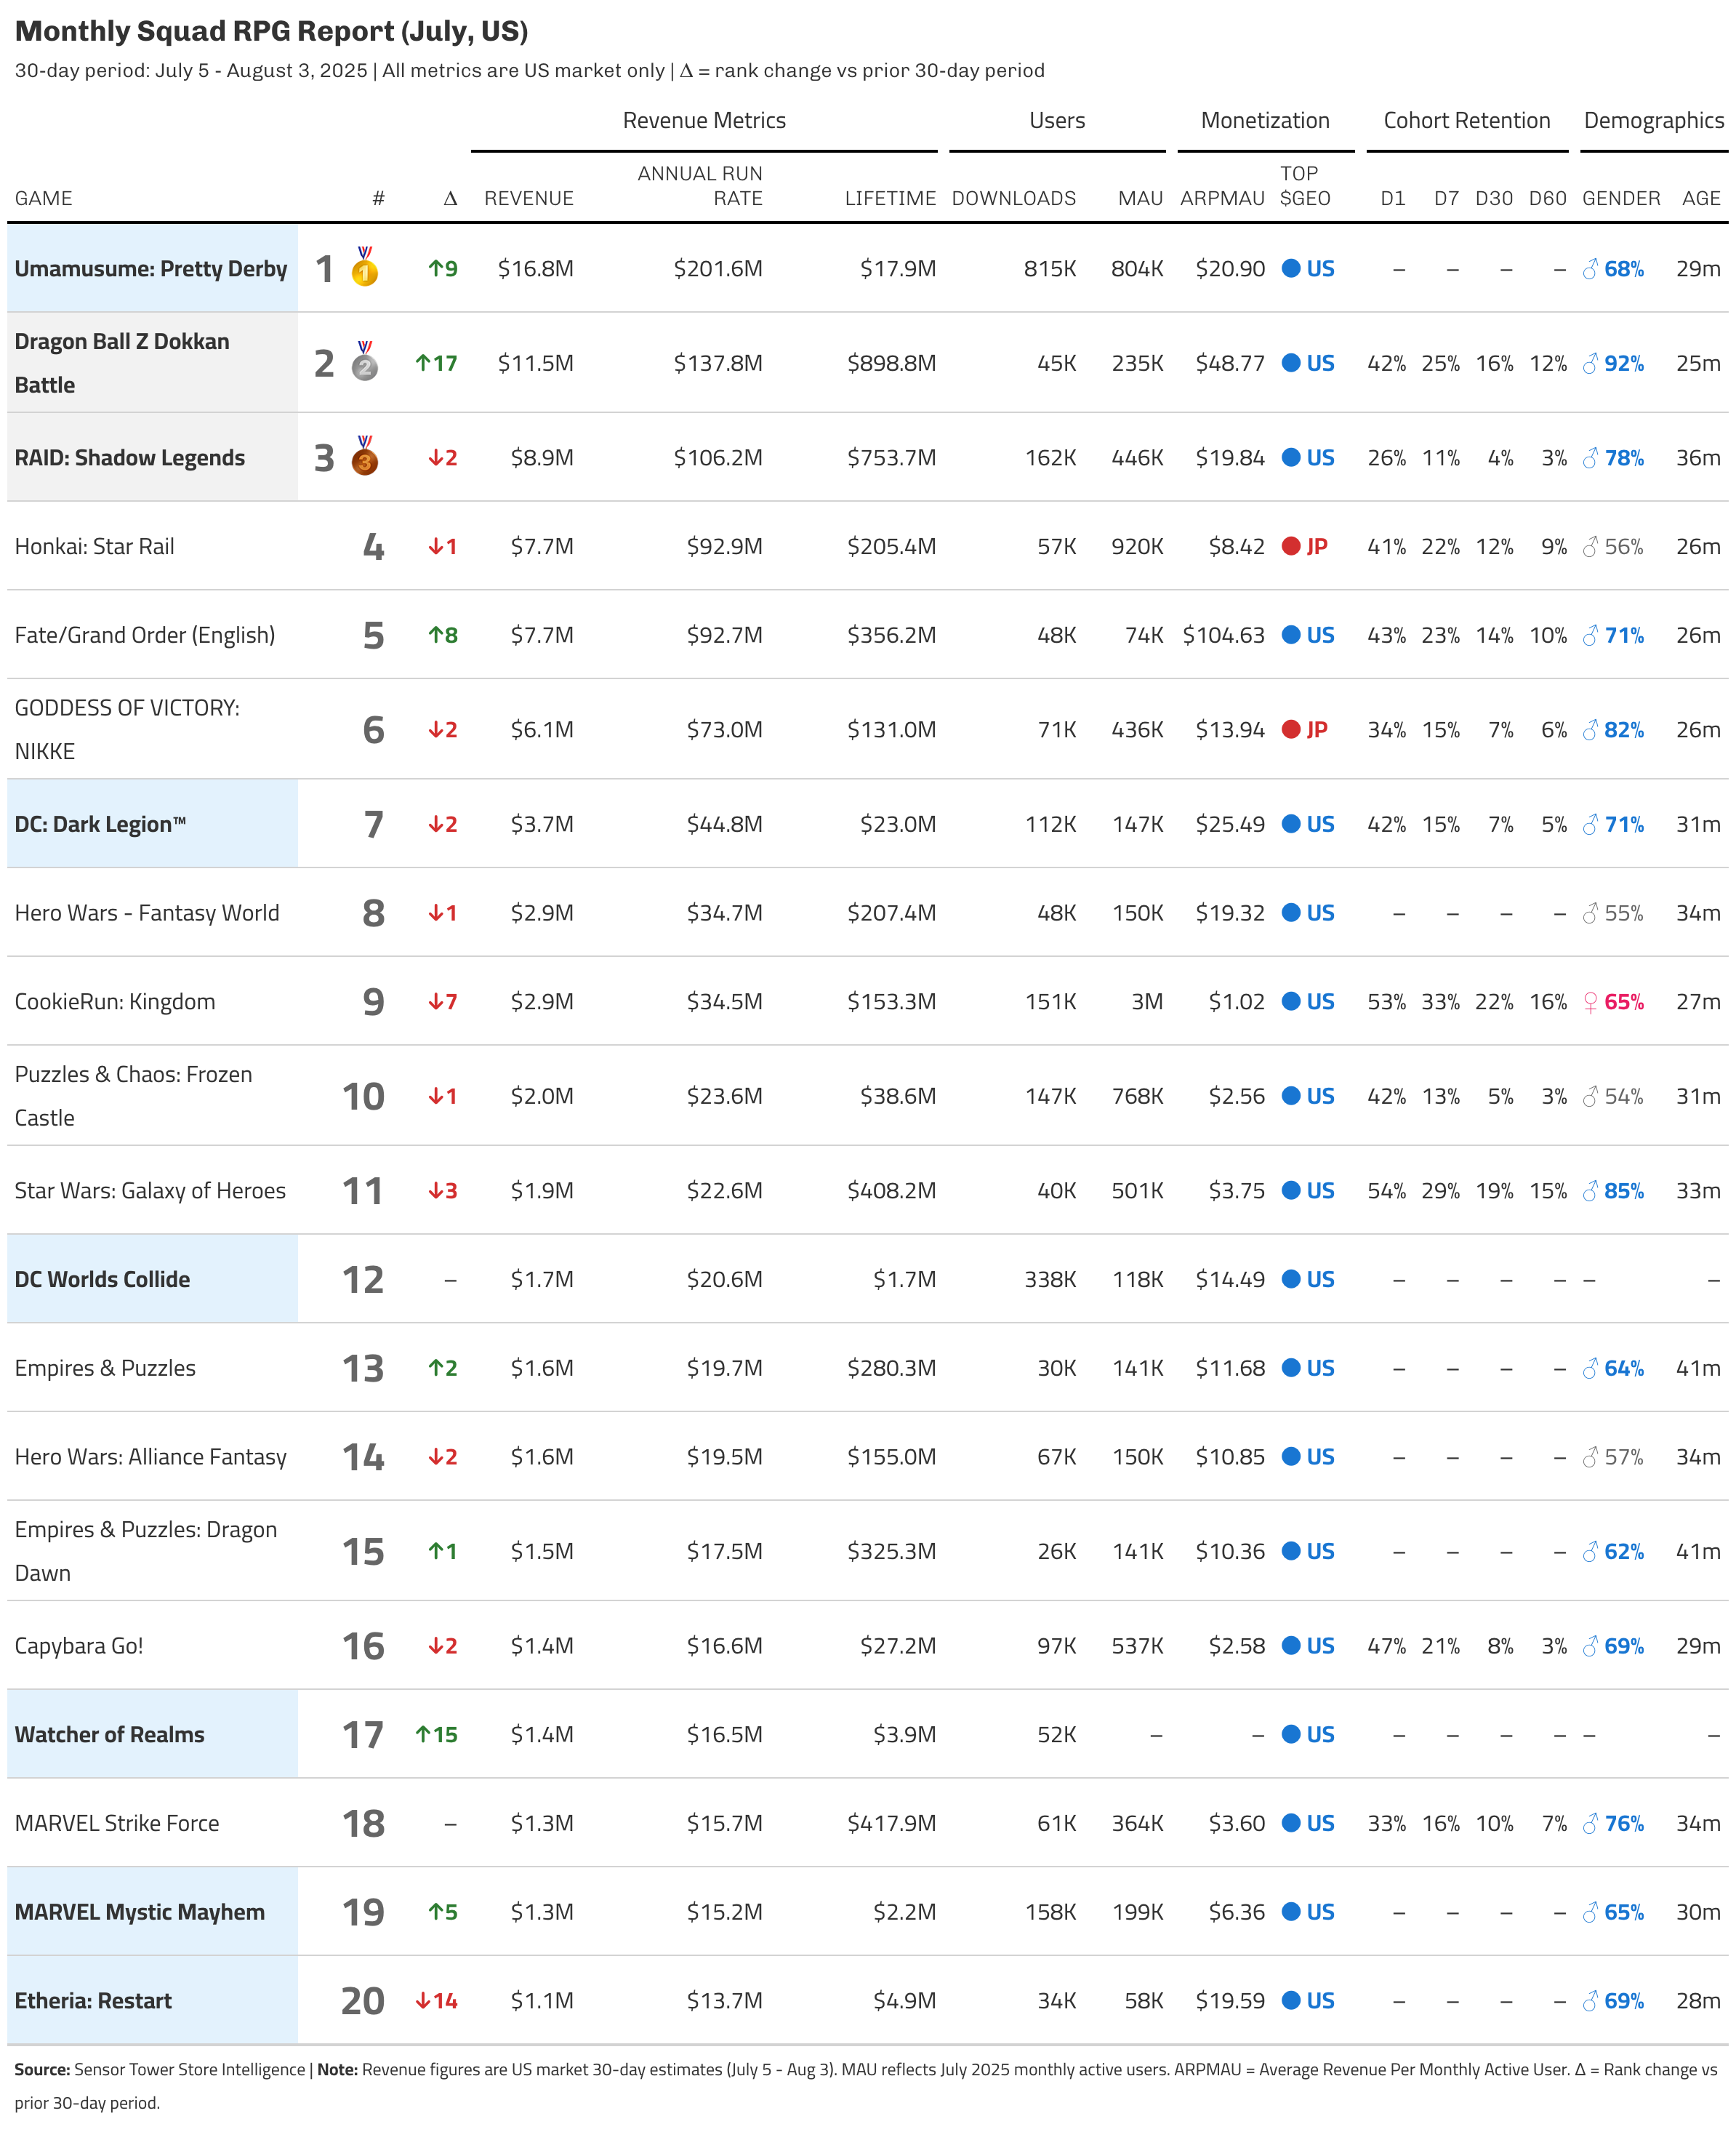 Monthly Squad RPG Report (July, US)
30-day period: July 5 - August 3, 2025 | All metrics are US market only | Δ = rank change vs prior 30-day period
Revenue Metrics Users Monetization Cohort Retention Demographics
GAME # Δ REVENUE ANNUAL RUN RATE LIFETIME DOWNLOADS MAU ARPMAU TOP $GEO D1 D7 D30 D60 GENDER AGE
Umamusume: Pretty Derby 1 🥇 ↑9 $16.8M $201.6M $17.9M 815K 804K $20.90 US – – – – ♂ 68% 29m
Dragon Ball Z Dokkan
Battle 2 🥈 ↑17 $11.5M $137.8M $898.8M 45K 235K $48.77 US 42% 25% 16% 12% ♂ 92% 25m
RAID: Shadow Legends 3 🥉 ↓2 $8.9M $106.2M $753.7M 162K 446K $19.84 US 26% 11% 4% 3% ♂ 78% 36m
Honkai: Star Rail 4 ↓1 $7.7M $92.9M $205.4M 57K 920K $8.42 JP 41% 22% 12% 9% ♂ 56% 26m
Fate/Grand Order (English) 5 ↑8 $7.7M $92.7M $356.2M 48K 74K $104.63 US 43% 23% 14% 10% ♂ 71% 26m
GODDESS OF VICTORY:
NIKKE 6 ↓2 $6.1M $73.0M $131.0M 71K 436K $13.94 JP 34% 15% 7% 6% ♂ 82% 26m
DC: Dark Legion™ 7 ↓2 $3.7M $44.8M $23.0M 112K 147K $25.49 US 42% 15% 7% 5% ♂ 71% 31m
Hero Wars - Fantasy World 8 ↓1 $2.9M $34.7M $207.4M 48K 150K $19.32 US – – – – ♂ 55% 34m
CookieRun: Kingdom 9 ↓7 $2.9M $34.5M $153.3M 151K 3M $1.02 US 53% 33% 22% 16% ♀ 65% 27m
Puzzles & Chaos: Frozen
Castle 10 ↓1 $2.0M $23.6M $38.6M 147K 768K $2.56 US 42% 13% 5% 3% ♂ 54% 31m
Star Wars: Galaxy of Heroes 11 ↓3 $1.9M $22.6M $408.2M 40K 501K $3.75 US 54% 29% 19% 15% ♂ 85% 33m
DC Worlds Collide 12 – $1.7M $20.6M $1.7M 338K 118K $14.49 US – – – – – –
Empires & Puzzles 13 ↑2 $1.6M $19.7M $280.3M 30K 141K $11.68 US – – – – ♂ 64% 41m
Hero Wars: Alliance Fantasy 14 ↓2 $1.6M $19.5M $155.0M 67K 150K $10.85 US – – – – ♂ 57% 34m
Empires & Puzzles: Dragon
Dawn 15 ↑1 $1.5M $17.5M $325.3M 26K 141K $10.36 US – – – – ♂ 62% 41m
Capybara Go! 16 ↓2 $1.4M $16.6M $27.2M 97K 537K $2.58 US 47% 21% 8% 3% ♂ 69% 29m
Watcher of Realms 17 ↑15 $1.4M $16.5M $3.9M 52K – – US – – – – – –
MARVEL Strike Force 18 – $1.3M $15.7M $417.9M 61K 364K $3.60 US 33% 16% 10% 7% ♂ 76% 34m
MARVEL Mystic Mayhem 19 ↑5 $1.3M $15.2M $2.2M 158K 199K $6.36 US – – – – ♂ 65% 30m
Etheria: Restart 20 ↓14 $1.1M $13.7M $4.9M 34K 58K $19.59 US – – – – ♂ 69% 28m
Source: Sensor Tower Store Intelligence | Note: Revenue figures are US market 30-day estimates (July 5 - Aug 3). MAU reflects July 2025 monthly active users. ARPMAU = Average Revenue Per Monthly Active User. Δ = Rank change vs
prior 30-day period.